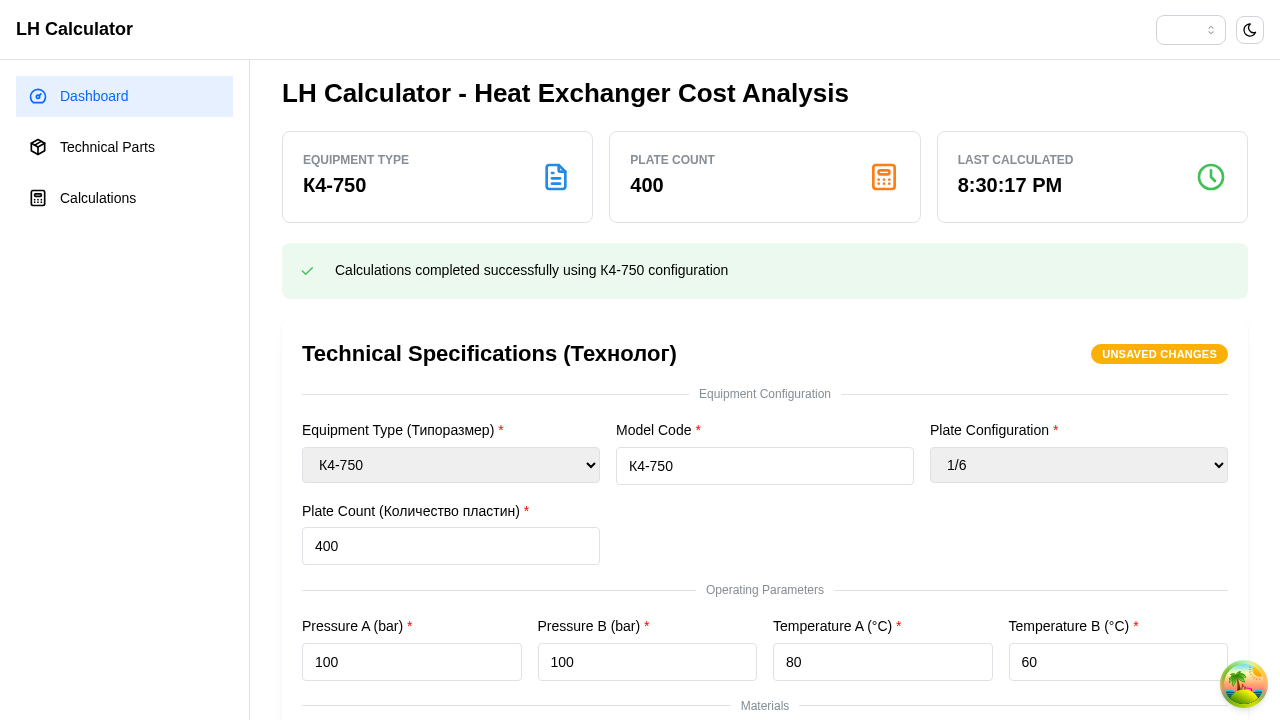 LH Calculator
Dashboard
Technical Parts
Calculations
LH Calculator - Heat Exchanger Cost Analysis
EQUIPMENT TYPE
К4-750
PLATE COUNT
400
LAST CALCULATED
8:30:17 PM
Calculations completed successfully using К4-750 configuration
Technical Specifications (Технолог)
UNSAVED CHANGES
Equipment Configuration
Equipment Type (Типоразмер) *
Model Code *
Plate Configuration *
К4-750
К4-750
1/6
Plate Count (Количество пластин) *
400
Operating Parameters
Pressure A (bar) *
Pressure B (bar) *
Temperature A (°C) *
Temperature B (°C) *
100
100
80
60
Materials